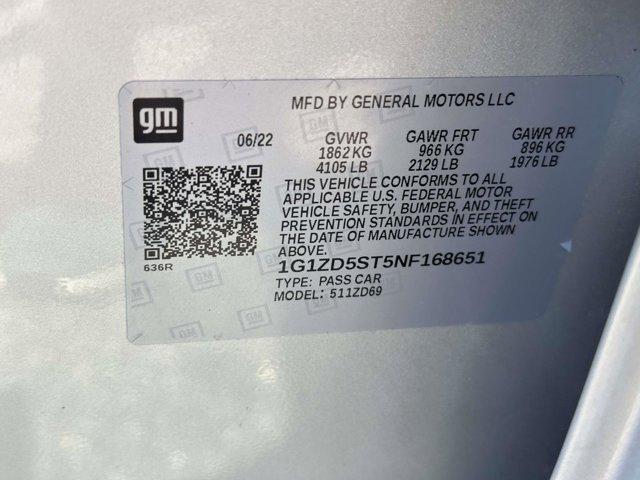 gm
MFD BY GENERAL MOTORS LLC
06/22 GVWR GAWR FRT GAWR RR
1862 KG 966 KG 896 KG
4105 LB 2129 LB 1976 LB
THIS VEHICLE CONFORMS TO ALL
APPLICABLE U.S. FEDERAL MOTOR
VEHICLE SAFETY, BUMPER, AND THEFT
PREVENTION STANDARDS IN EFFECT ON
THE DATE OF MANUFACTURE SHOWN
ABOVE.
636R
1G1ZD5ST5NF168651
TYPE: PASS CAR
MODEL: 511ZD69